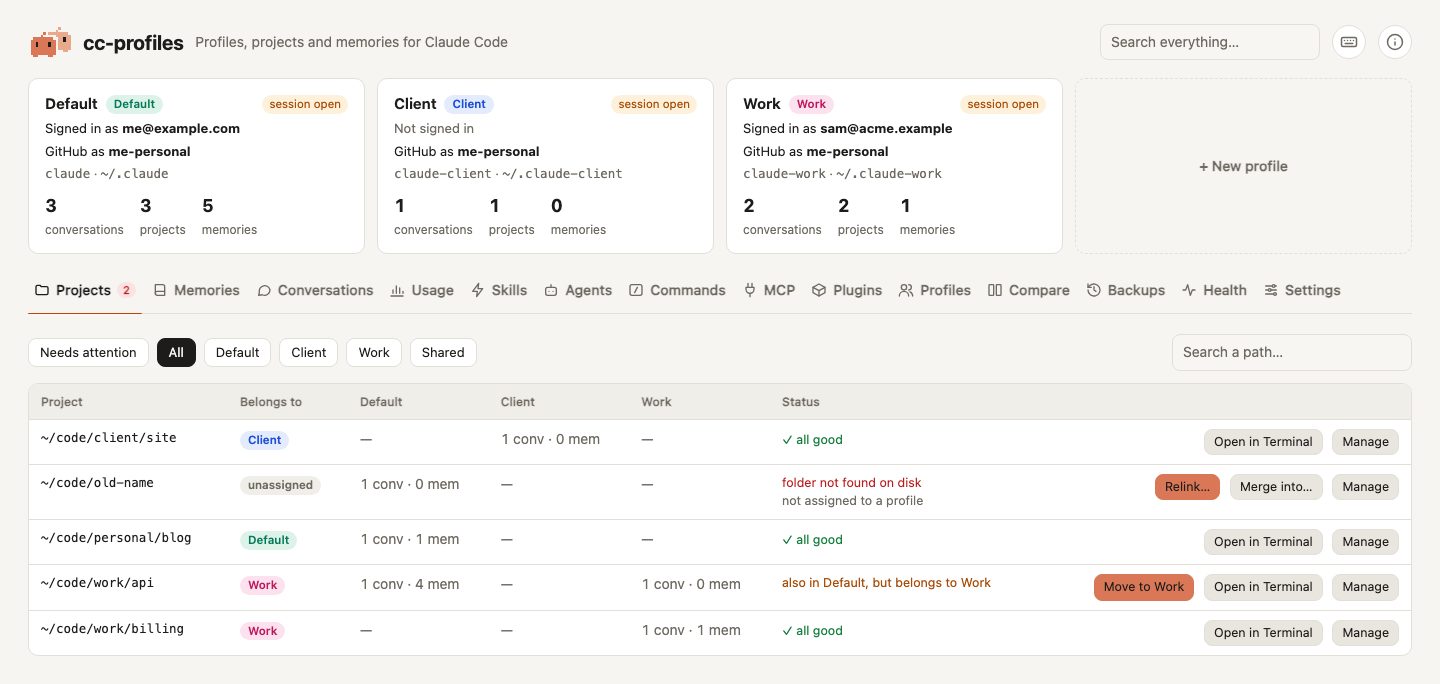 cc-profiles Profiles, projects and memories for Claude Code Search everything...
Default Default session open
Signed in as me@example.com
GitHub as me-personal
claude · ~/.claude
3 3 5
conversations projects memories
Client Client session open
Not signed in
GitHub as me-personal
claude-client · ~/.claude-client
1 1 0
conversations projects memories
Work Work session open
Signed in as sam@acme.example
GitHub as me-personal
claude-work · ~/.claude-work
2 2 1
conversations projects memories
+ New profile
Projects 2 Memories Conversations Usage Skills Agents Commands MCP Plugins Profiles Compare Backups Health Settings
Needs attention All Default Client Work Shared Search a path...
Project Belongs to Default Client Work Status
~/code/client/site Client — 1 conv · 0 mem — ✓ all good Open in Terminal Manage
~/code/old-name unassigned 1 conv · 0 mem — — folder not found on disk Relink... Merge into... Manage
not assigned to a profile
~/code/personal/blog Default 1 conv · 1 mem — — ✓ all good Open in Terminal Manage
~/code/work/api Work 1 conv · 4 mem — 1 conv · 0 mem also in Default, but belongs to Work Move to Work Open in Terminal Manage
~/code/work/billing Work — — 1 conv · 1 mem ✓ all good Open in Terminal Manage